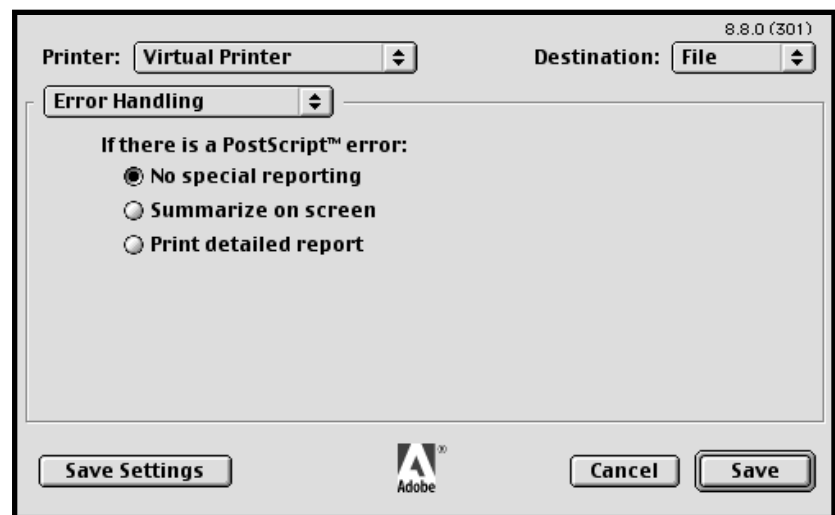 8.8.0 (301)
Printer: Virtual Printer Destination: File
Error Handling
If there is a PostScript™ error:
No special reporting
Summarize on screen
Print detailed report
Save Settings
Adobe®
Cancel Save